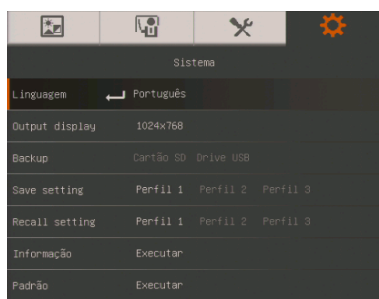 Sistema
Linguagem Português
Output display 1024x768
Backup Cartão SD Drive USB
Save setting Perfil 1 Perfil 2 Perfil 3
Recall setting Perfil 1 Perfil 2 Perfil 3
Informação Executar
Padrão Executar